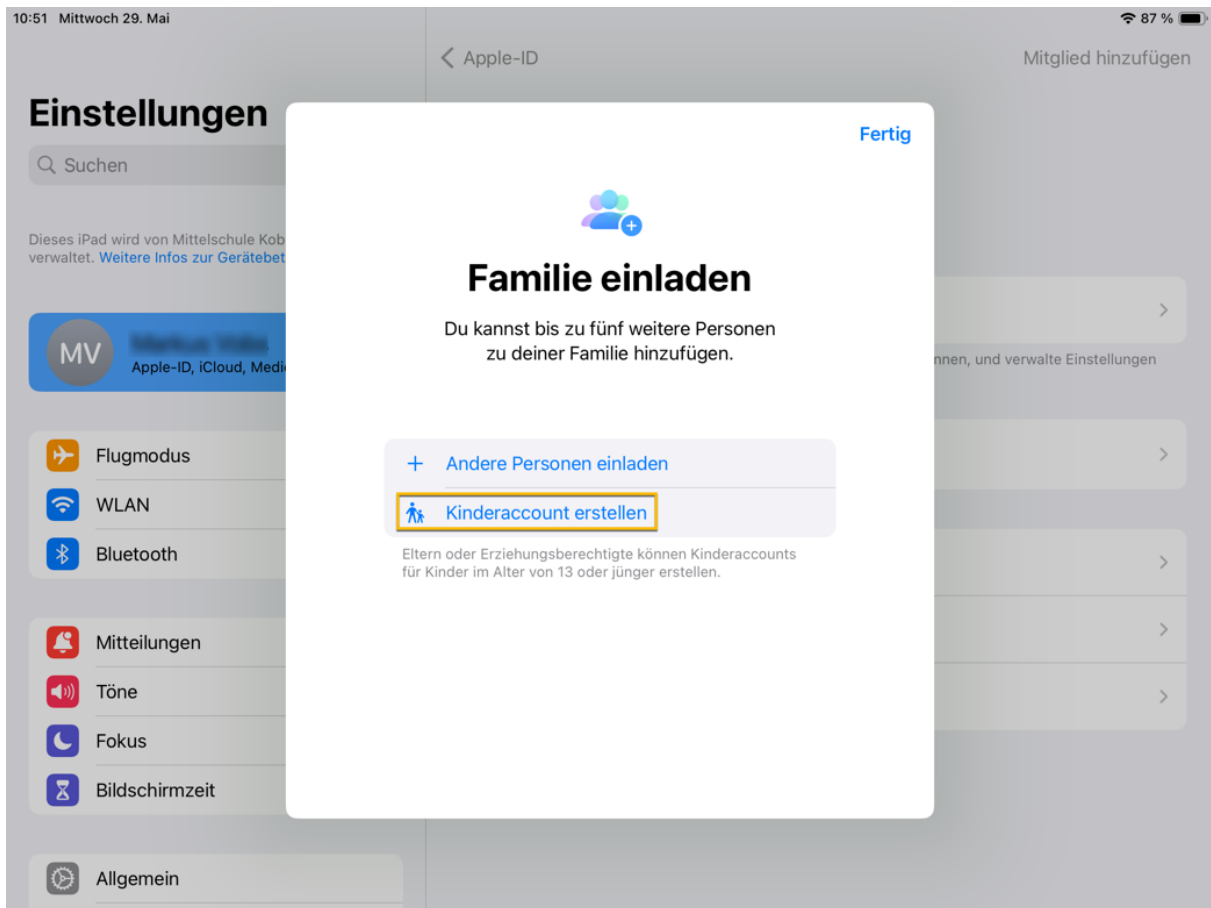 10:51 Mittwoch 29. Mai
87 %
Apple-ID
Mitglied hinzufügen
Einstellungen
Suchen
Dieses iPad wird von Mittelschule Kob
verwaltet. Weitere Infos zur Gerätebet
MV
Apple-ID, iCloud, Medi
Flugmodus
WLAN
Bluetooth
Mitteilungen
Töne
Fokus
Bildschirmzeit
Allgemein
Fertig
Familie einladen
Du kannst bis zu fünf weitere Personen
zu deiner Familie hinzufügen.
Andere Personen einladen
Kinderaccount erstellen
Eltern oder Erziehungsberechtigte können Kinderaccounts
für Kinder im Alter von 13 oder jünger erstellen.
nnen, und verwalte Einstellungen